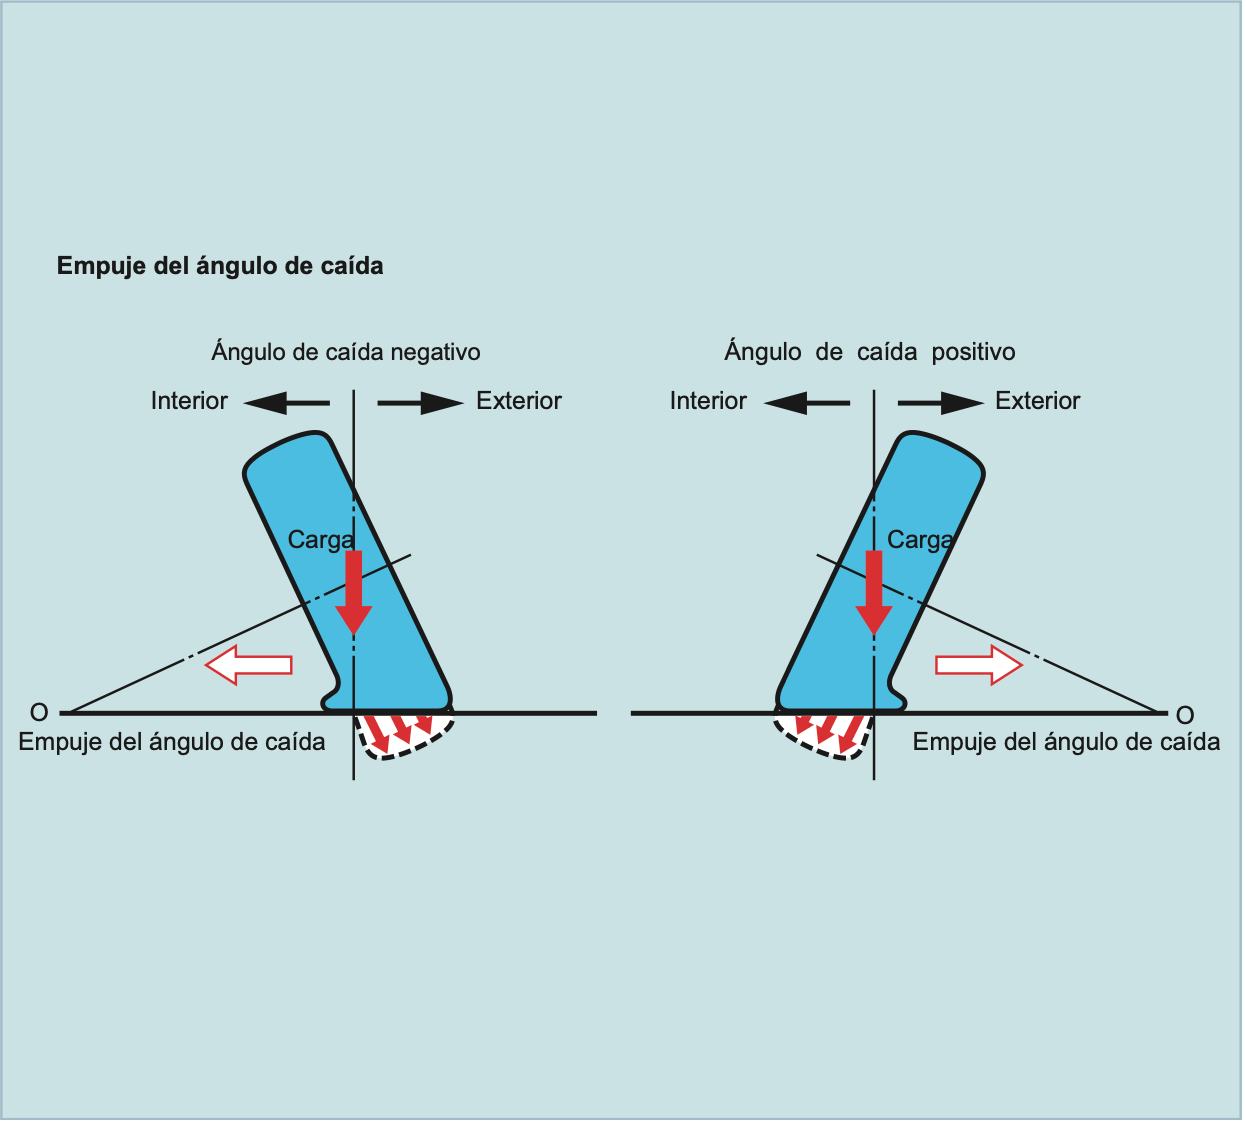 Empuje del ángulo de caída
Ángulo de caída negativo
Interior
Exterior
Carga
O
Empuje del ángulo de caída
Ángulo de caída positivo
Interior
Exterior
Carga
O
Empuje del ángulo de caída